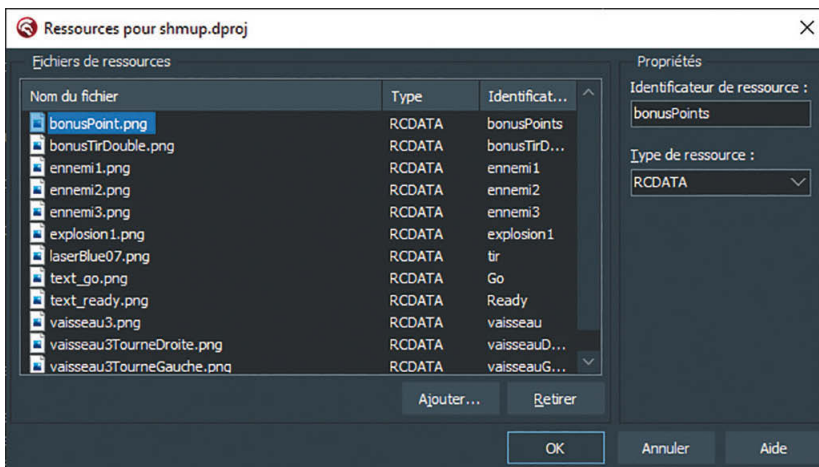 Ressources pour shmup.dproj
Fichiers de ressources
Nom du fichier Type Identificat...
bonusPoint.png RCDATA bonusPoints
bonusTirDouble.png RCDATA bonusTirD...
ennemi1.png RCDATA ennemi1
ennemi2.png RCDATA ennemi2
ennemi3.png RCDATA ennemi3
explosion1.png RCDATA explosion1
laserBlue07.png RCDATA tir
text_go.png RCDATA Go
text_ready.png RCDATA Ready
vaisseau3.png RCDATA vaisseau
vaisseau3TourneDroite.png RCDATA vaisseauD...
vaisseau3TourneGauche.png RCDATA vaisseauG...
Ajouter... Retirer
Propriétés
Identificateur de ressource :
bonusPoints
Type de ressource :
RCDATA
OK Annuler Aide